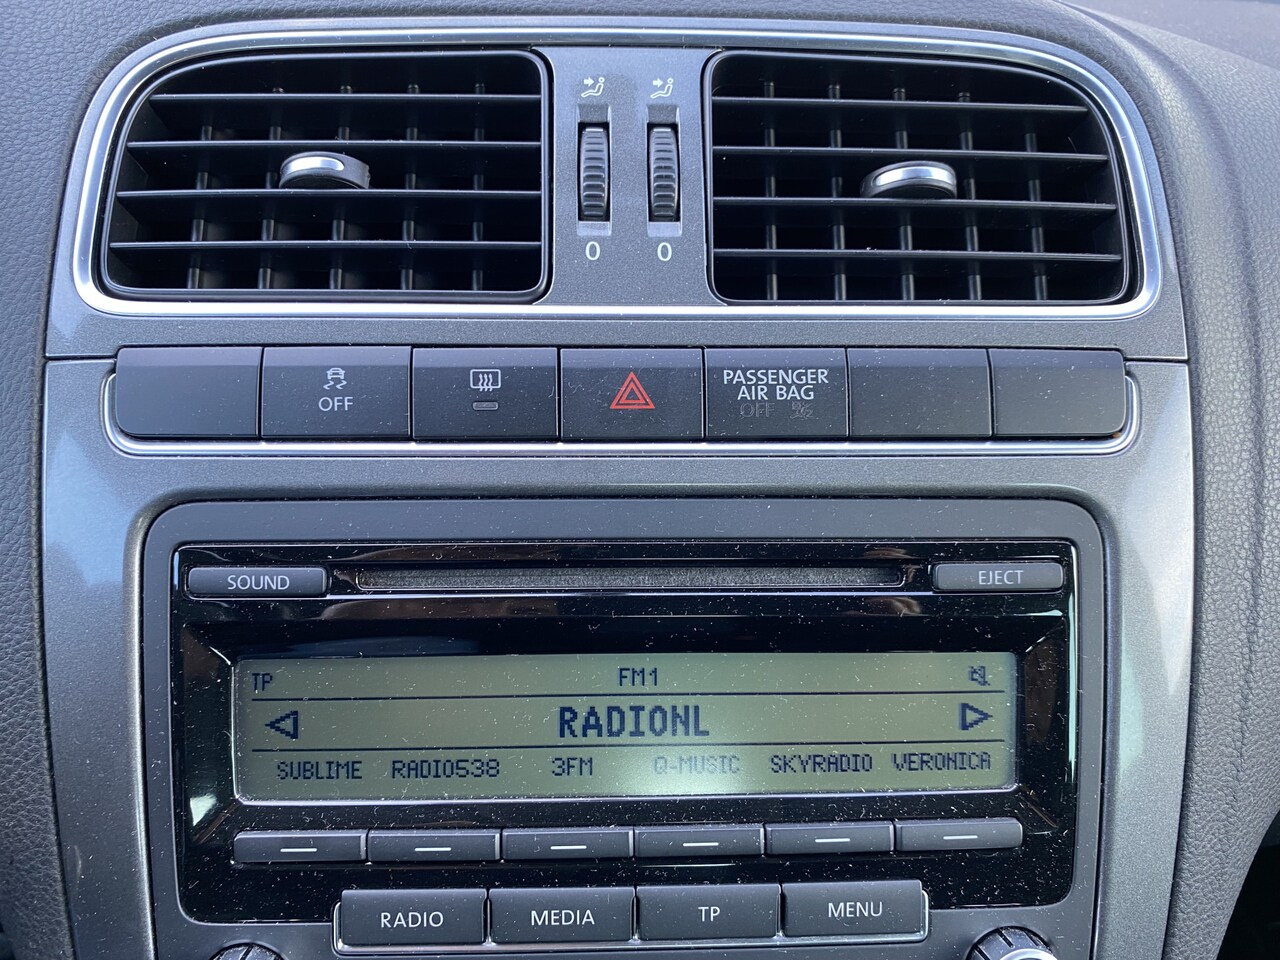 0 0
OFF
PASSENGER
AIR BAG
OFF
SOUND EJECT
TP FM1
RADIONL
SUBLIME RADIO538 3FM Q-MUSIC SKYRADIO VERONICA
RADIO MEDIA TP MENU